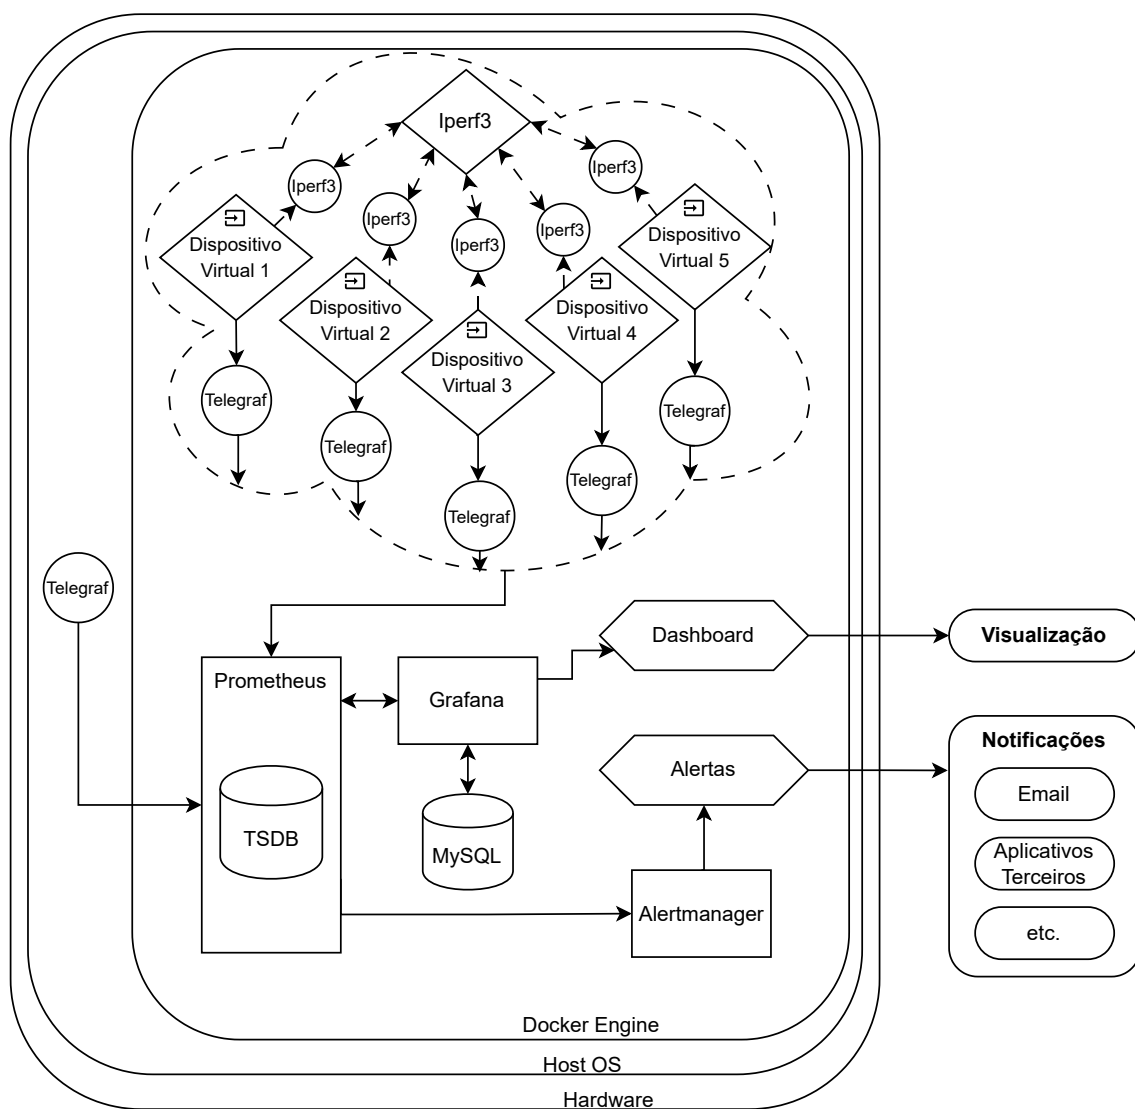 Iperf3
Iperf3
Iperf3
Iperf3
Iperf3
Iperf3
Dispositivo
Virtual 1
Dispositivo
Virtual 2
Dispositivo
Virtual 3
Dispositivo
Virtual 4
Dispositivo
Virtual 5
Telegraf
Telegraf
Telegraf
Telegraf
Telegraf
Telegraf
Prometheus
TSDB
Grafana
MySQL
Dashboard
Visualização
Alertas
Alertmanager
Notificações
Email
Aplicativos
Terceiros
etc.
Docker Engine
Host OS
Hardware